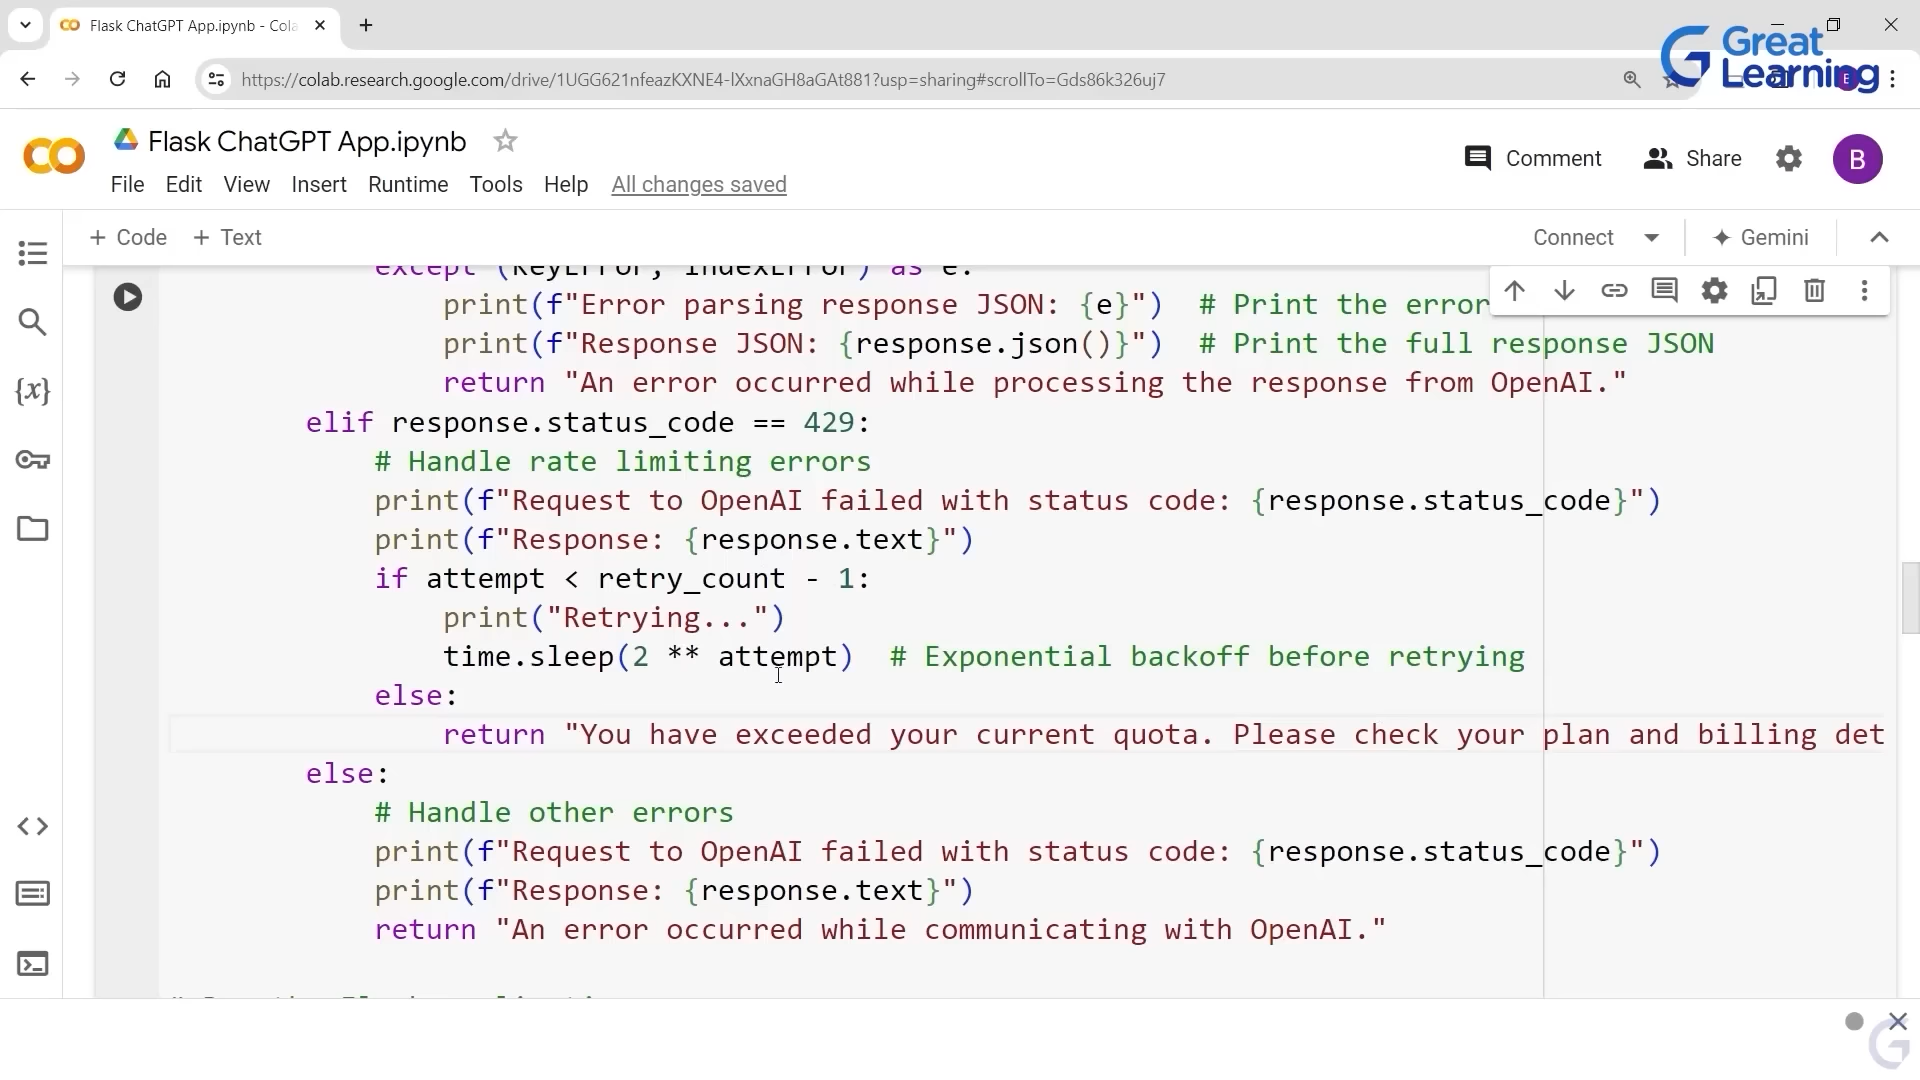 Flask ChatGPT App.ipynb - Cola
https://colab.research.google.com/drive/1UGG621nfeazKXNE4-lXxnaGH8aGAt881?usp=sharing#scrollTo=Gds86k326uj7
Great
Learning
Flask ChatGPT App.ipynb
Comment
Share
B
File Edit View Insert Runtime Tools Help All changes saved
+ Code + Text
Connect
Gemini
except (KeyError, IndexError) as e:
print(f"Error parsing response JSON: {e}") # Print the error
print(f"Response JSON: {response.json()}") # Print the full response JSON
return "An error occurred while processing the response from OpenAI."
elif response.status_code == 429:
# Handle rate limiting errors
print(f"Request to OpenAI failed with status code: {response.status_code}")
print(f"Response: {response.text}")
if attempt < retry_count - 1:
print("Retrying...")
time.sleep(2 ** attempt) # Exponential backoff before retrying
else:
return "You have exceeded your current quota. Please check your plan and billing det
else:
# Handle other errors
print(f"Request to OpenAI failed with status code: {response.status_code}")
print(f"Response: {response.text}")
return "An error occurred while communicating with OpenAI."